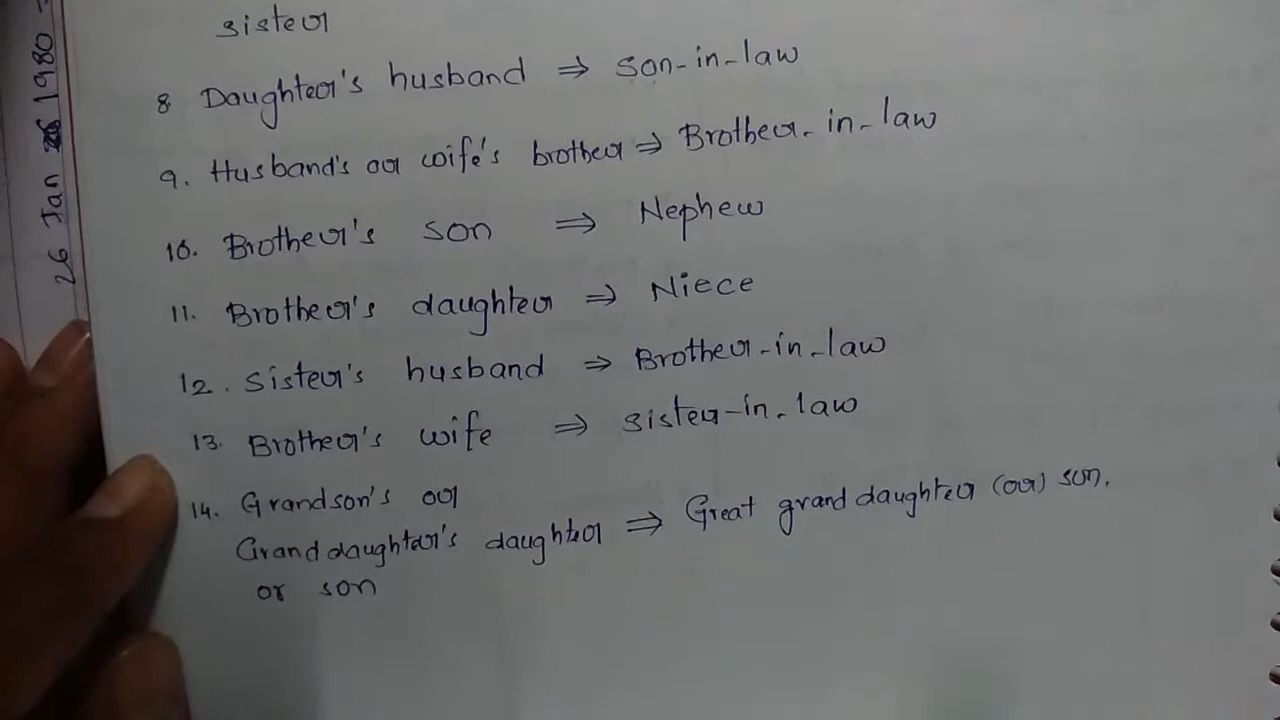 sister
8 Daughter's husband ⇒ son-in-law
9. Husband's or wife's brother ⇒ Brother-in-law
10. Brother's son ⇒ Nephew
11. Brother's daughter ⇒ Niece
12. Sister's husband ⇒ Brother-in-law
13. Brother's wife ⇒ sister-in-law
14. Grandson's or
Granddaughter's daughter ⇒ Great granddaughter (or) son.
or son
26 Jan 1980